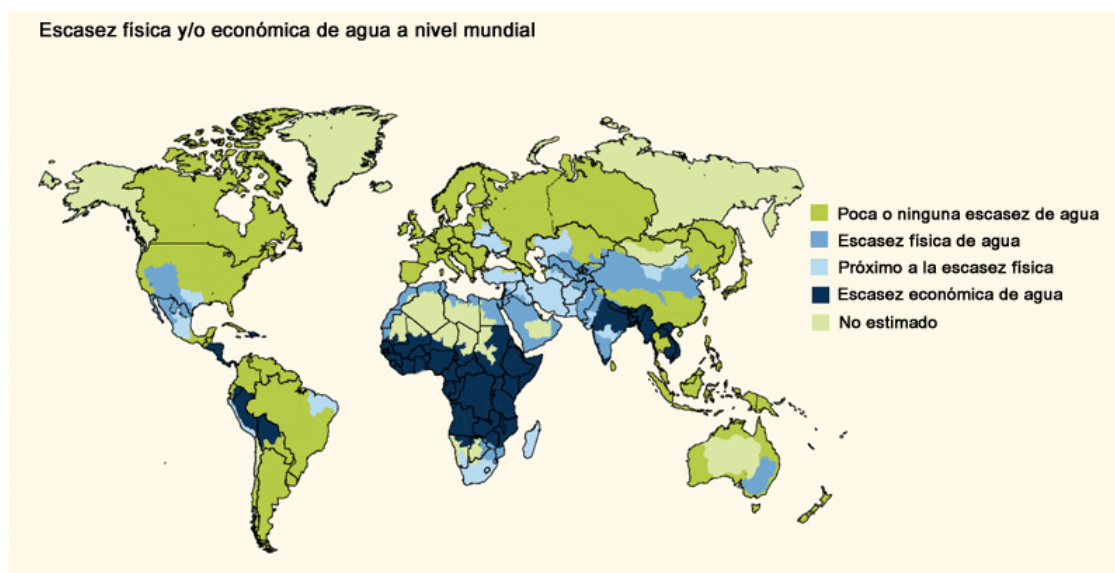 Escasez física y/o económica de agua a nivel mundial
Poca o ninguna escasez de agua
Escasez física de agua
Próximo a la escasez física
Escasez económica de agua
No estimado